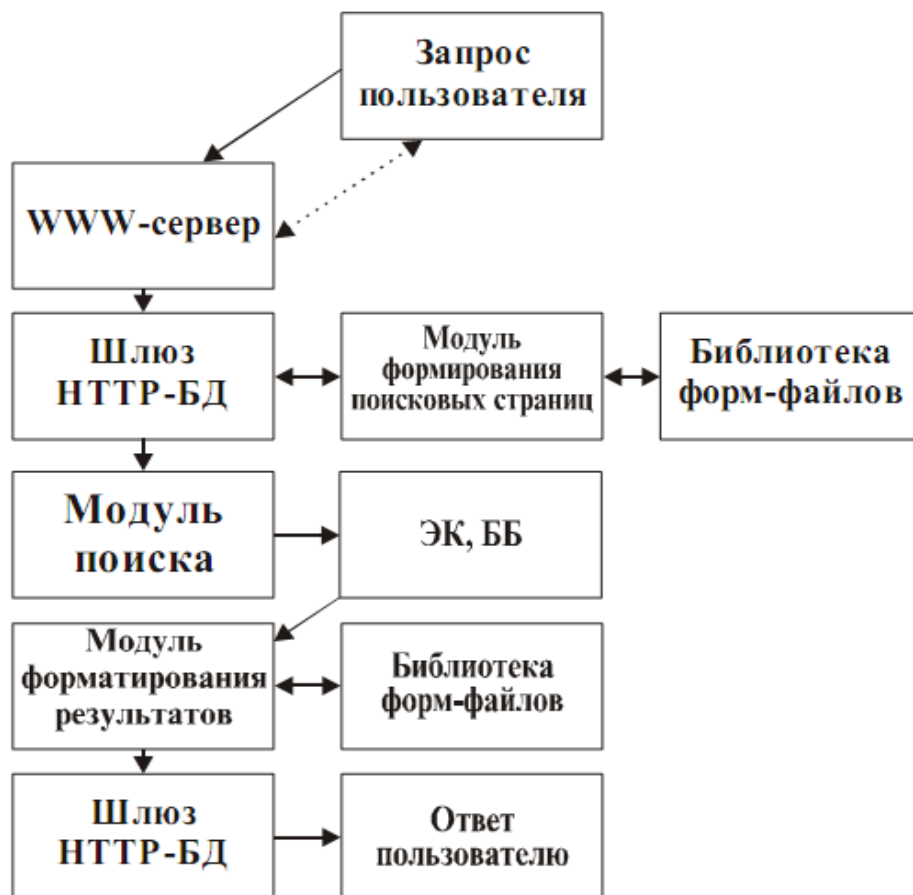 Запрос
пользователя
WWW-сервер
Шлюз
HTTP-БД
Модуль
формирования
поисковых страниц
Библиотека
форм-файлов
Модуль
поиска
ЭК, ББ
Модуль
форматирования
результатов
Библиотека
форм-файлов
Шлюз
HTTP-БД
Ответ
пользователю